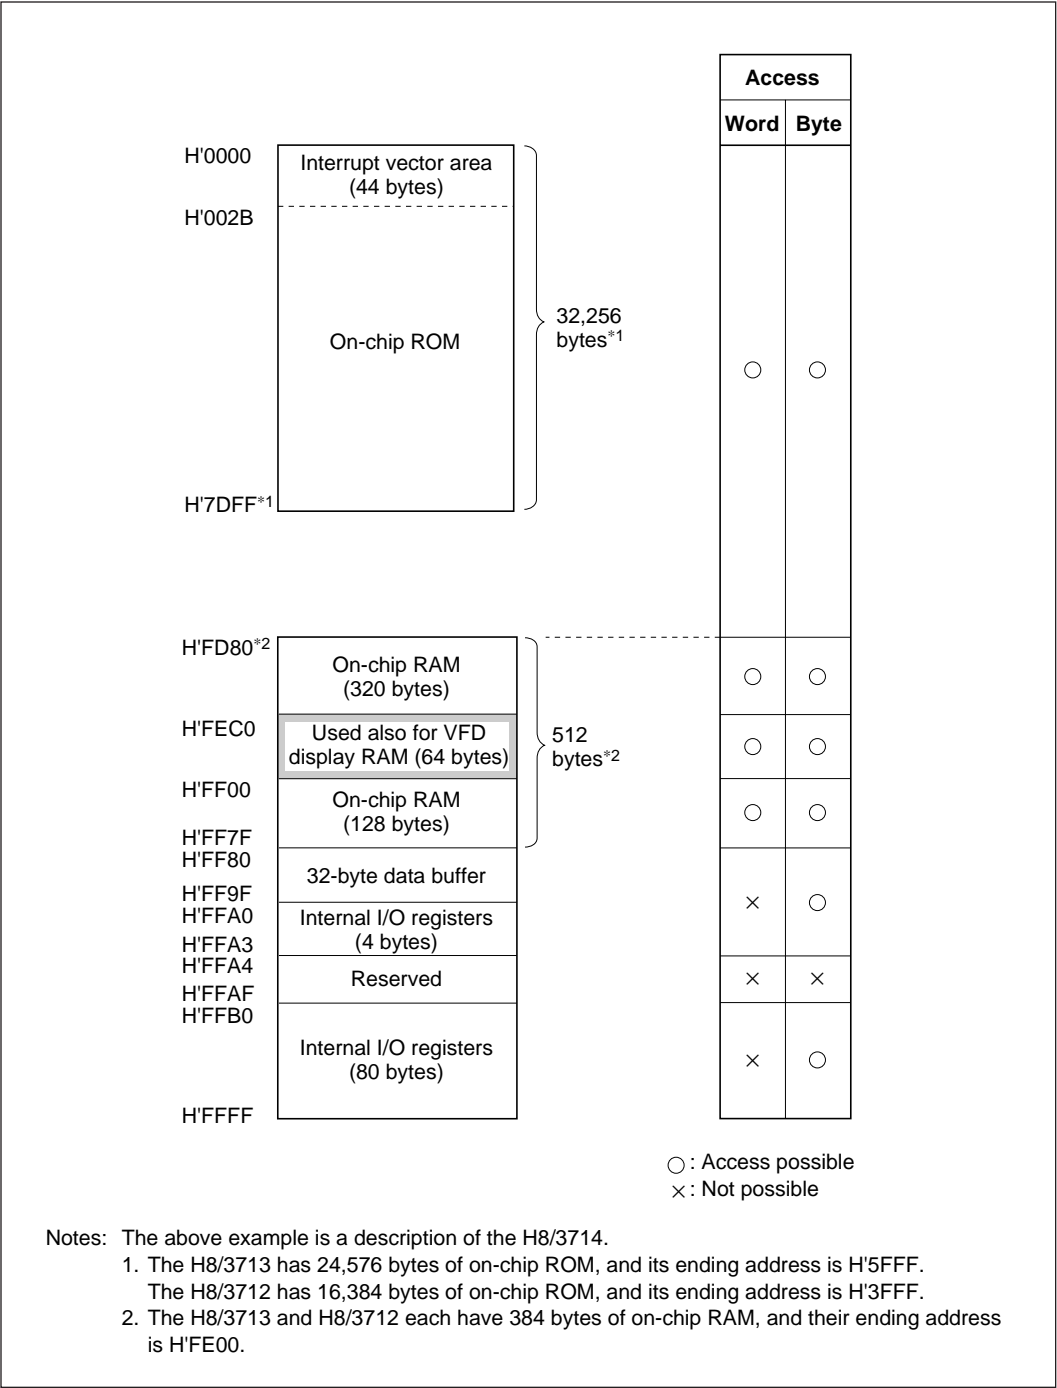 Access
Word Byte
H'0000
Interrupt vector area
(44 bytes)
H'002B
On-chip ROM
32,256
bytes*1
○ ○
H'7DFF*1
H'FD80*2
On-chip RAM
(320 bytes)
○ ○
H'FEC0
Used also for VFD
display RAM (64 bytes)
512
bytes*2
○ ○
H'FF00
On-chip RAM
(128 bytes)
○ ○
H'FF7F
H'FF80
32-byte data buffer
H'FF9F
× ○
H'FFA0
Internal I/O registers
(4 bytes)
H'FFA3
H'FFA4
Reserved
× ×
H'FFAF
H'FFB0
Internal I/O registers
(80 bytes)
× ○
H'FFFF
○ : Access possible
× : Not possible
Notes: The above example is a description of the H8/3714.
1. The H8/3713 has 24,576 bytes of on-chip ROM, and its ending address is H'5FFF.
The H8/3712 has 16,384 bytes of on-chip ROM, and its ending address is H'3FFF.
2. The H8/3713 and H8/3712 each have 384 bytes of on-chip RAM, and their ending address
is H'FE00.